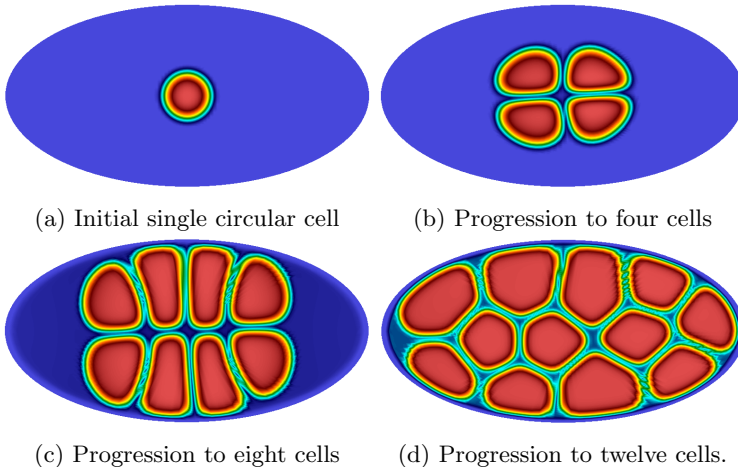 (a) Initial single circular cell
(b) Progression to four cells
(c) Progression to eight cells
(d) Progression to twelve cells.